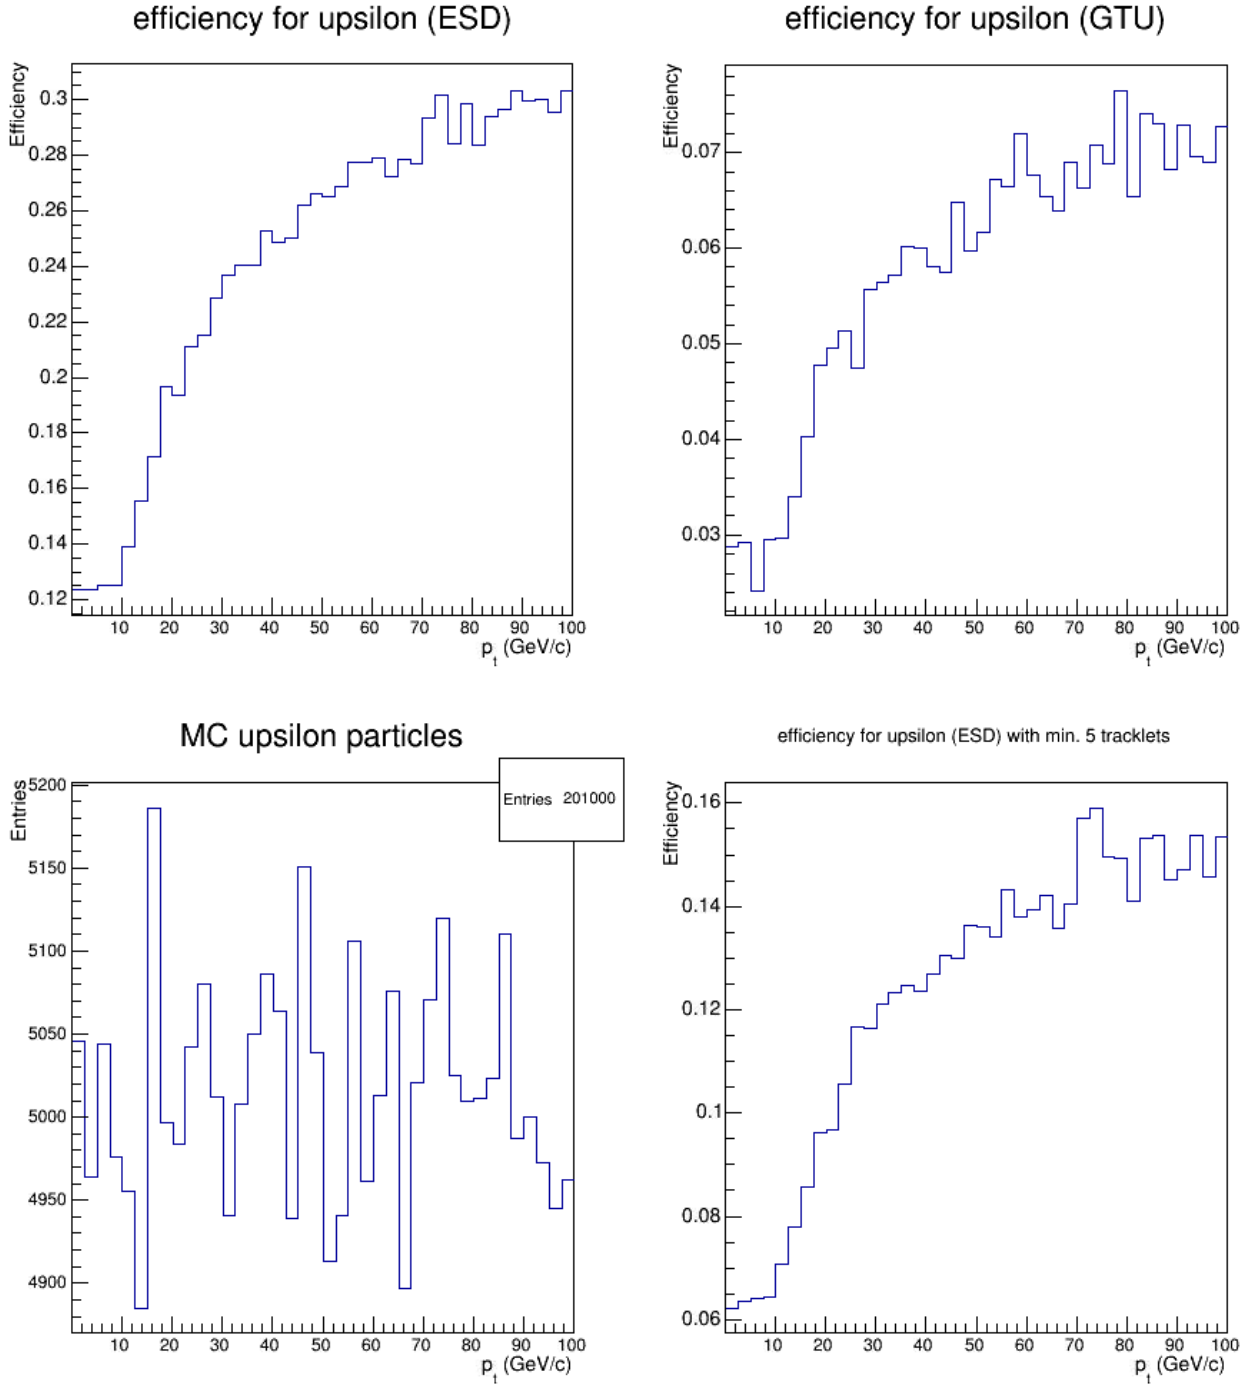 efficiency for upsilon (ESD)
Efficiency
0.3
0.28
0.26
0.24
0.22
0.2
0.18
0.16
0.14
0.12
10 20 30 40 50 60 70 80 90 100
p_t (GeV/c)
efficiency for upsilon (GTU)
Efficiency
0.07
0.06
0.05
0.04
0.03
10 20 30 40 50 60 70 80 90 100
p_t (GeV/c)
MC upsilon particles
Entries
Entries 201000
5200
5150
5100
5050
5000
4950
4900
10 20 30 40 50 60 70 80 90 100
p_t (GeV/c)
efficiency for upsilon (ESD) with min. 5 tracklets
Efficiency
0.16
0.14
0.12
0.1
0.08
0.06
10 20 30 40 50 60 70 80 90 100
p_t (GeV/c)